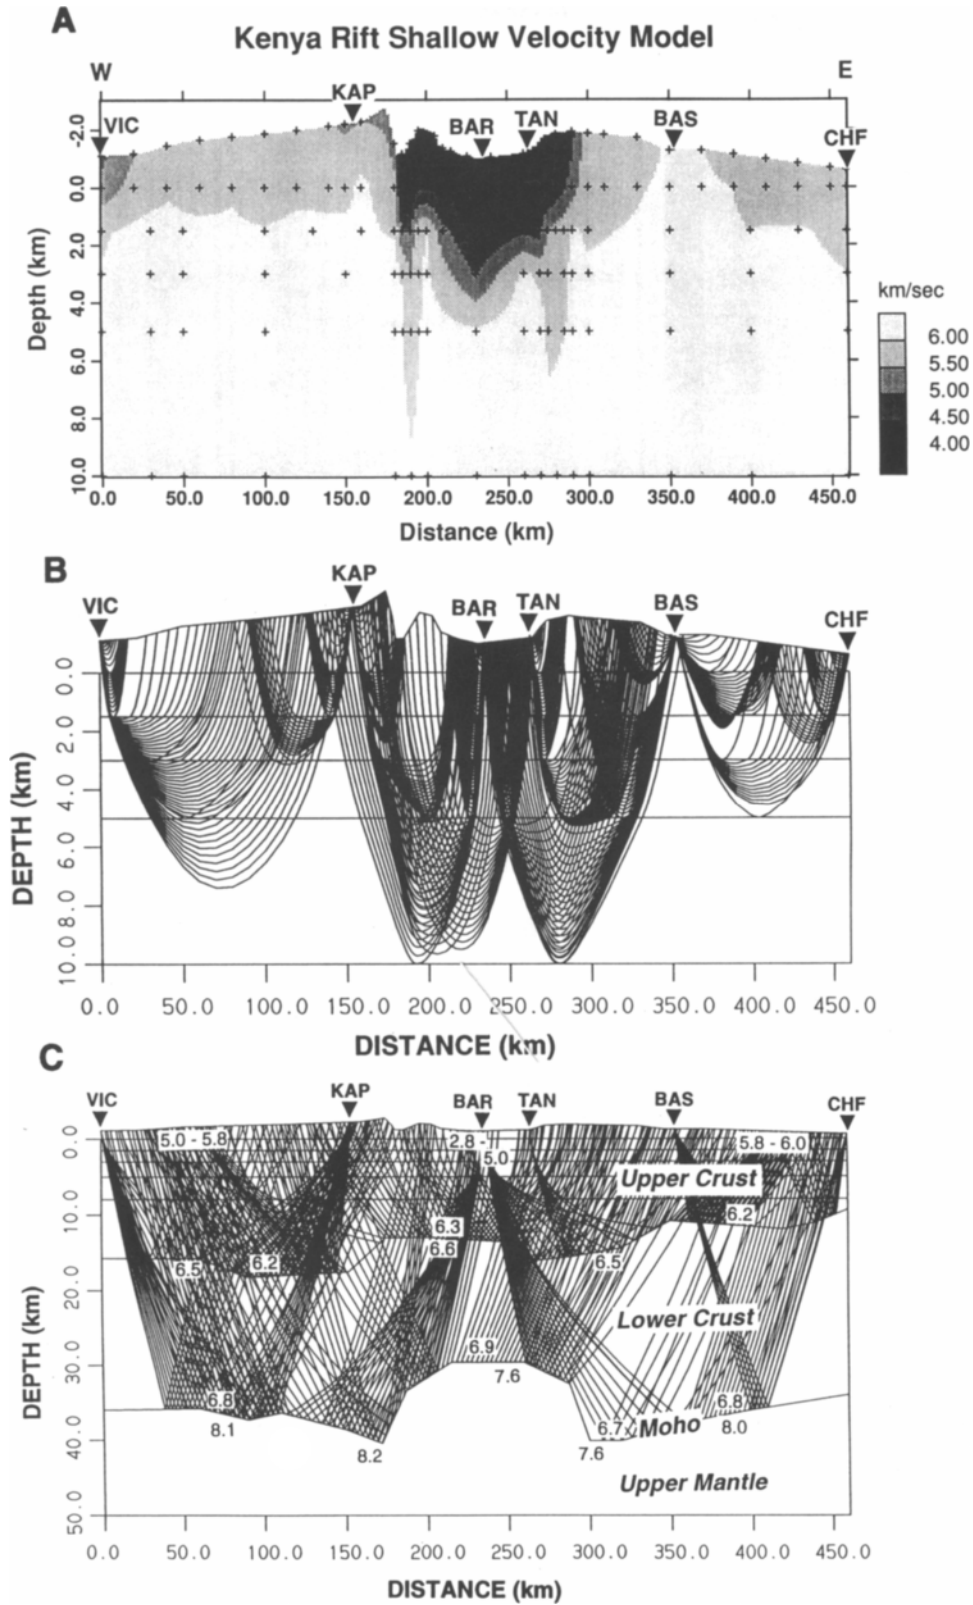 A
Kenya Rift Shallow Velocity Model
W E
KAP
VIC BAR TAN BAS CHF
-2.0
0.0
2.0
4.0
6.0
8.0
10.0
Depth (km)
km/sec
6.00
5.50
5.00
4.50
4.00
0.0 50.0 100.0 150.0 200.0 250.0 300.0 350.0 400.0 450.0
Distance (km)
B
KAP
VIC BAR TAN BAS CHF
0.0
2.0
4.0
6.0
8.0
10.0
DEPTH (km)
0.0 50.0 100.0 150.0 200.0 250.0 300.0 350.0 400.0 450.0
DISTANCE (km)
C
VIC KAP BAR TAN BAS CHF
5.0 - 5.8 2.8 - 5.8 - 6.0
5.0
Upper Crust
6.3 6.2
6.6
6.5 6.2 6.5
Lower Crust
6.9
7.6
6.8 6.7 Moho 6.8
8.1 8.2 7.6 8.0
Upper Mantle
0.0
10.0
20.0
30.0
40.0
50.0
DEPTH (km)
0.0 50.0 100.0 150.0 200.0 250.0 300.0 350.0 400.0 450.0
DISTANCE (km)